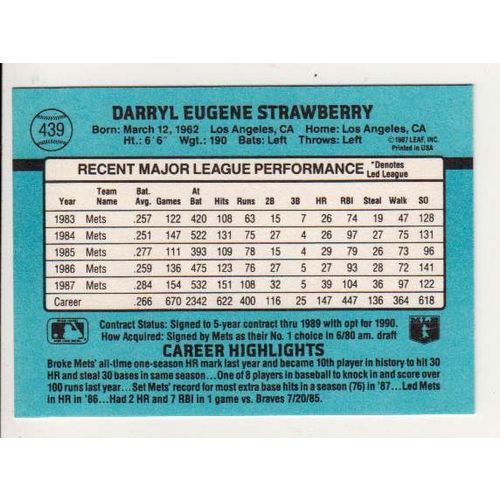 439
DARRYL EUGENE STRAWBERRY
Born: March 12, 1962 Los Angeles, CA Home: Los Angeles, CA
Ht.: 6'6" Wgt.: 190 Bats: Left Throws: Left
©1987 LEAF, INC.
Printed in USA
RECENT MAJOR LEAGUE PERFORMANCE *Denotes Led League
Year Team Name Bat. Avg. Games At Bat Hits Runs 2B 3B HR RBI Steal Walk SO
1983 Mets .257 122 420 108 63 15 7 26 74 19 47 128
1984 Mets .251 147 522 131 75 27 4 26 97 27 75 131
1985 Mets .277 111 393 109 78 15 4 29 79 26 73 96
1986 Mets .259 136 475 123 76 27 5 27 93 28 72 141
1987 Mets .284 154 532 151 108 32 5 39 104 36 97 122
Career .266 670 2342 622 400 116 25 147 447 136 364 618
Contract Status: Signed to 5-year contract thru 1989 with opt for 1990.
How Acquired: Signed by Mets as their No. 1 choice in 6/80 am. draft
CAREER HIGHLIGHTS
Broke Mets' all-time one-season HR mark last year and became 10th player in history to hit 30
HR and steal 30 bases in same season... One of 8 players in baseball to knock in and score over
100 runs last year... Set Mets' record for most extra base hits in a season (76) in '87... Led Mets
in HR in '86... Had 2 HR and 7 RBI in 1 game vs. Braves 7/20/85.